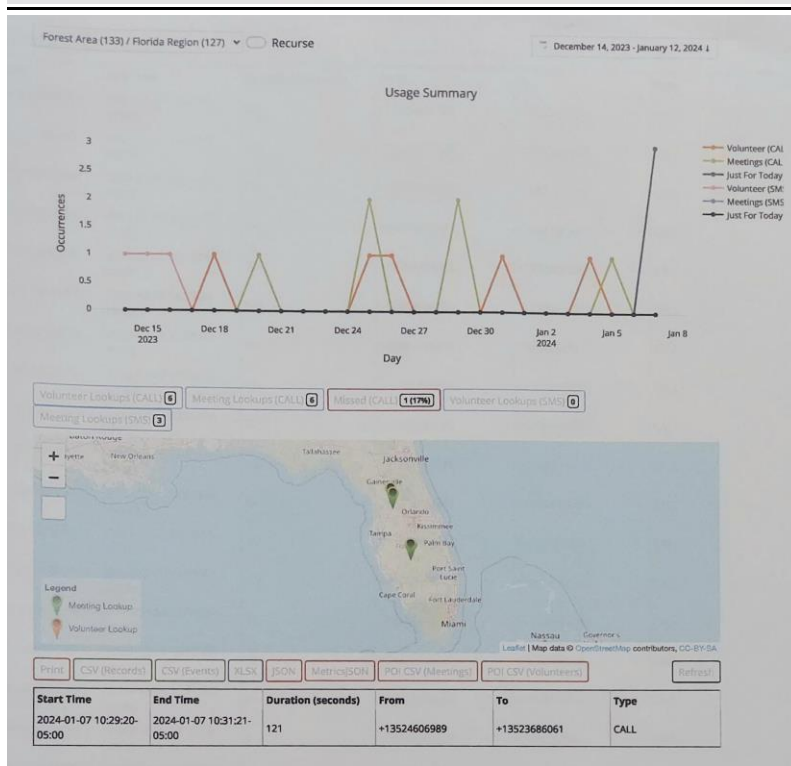 Forest Area (133) / Florida Region (127) Recurse
December 14, 2023 - January 12, 2024
Usage Summary
3
2.5
2
1.5
1
0.5
0
Occurrences
Volunteer (CAL
Meetings (CAL
Just For Today
Volunteer (SM
Meetings (SMS
Just For Today
Dec 15 Dec 18 Dec 21 Dec 24 Dec 27 Dec 30 Jan 2 Jan 5 Jan 8
2023 2024
Day
Volunteer Lookups (CALL) 6 Meeting Lookups (CALL) 6 Missed (CALL) 1 (17%) Volunteer Lookups (SMS) 0
Meeting Lookups (SMS) 3
+
−
New Orleans
Tallahassee
Jacksonville
Orlando
Kissimmee
Tampa
Palm Bay
Port Saint
Lucie
Cape Coral
Fort Lauderdale
Miami
Nassau
Legend
Meeting Lookup
Volunteer Lookup
Leaflet | Map data © OpenStreetMap contributors, CC-BY-SA
Print CSV (Records) CSV (Events) XLSX JSON MetricsJSON POI CSV (Meetings) POI CSV (Volunteers) Refresh
Start Time End Time Duration (seconds) From To Type
2024-01-07 10:29:20- 2024-01-07 10:31:21- 121 +13524606989 +13523686061 CALL
05:00 05:00